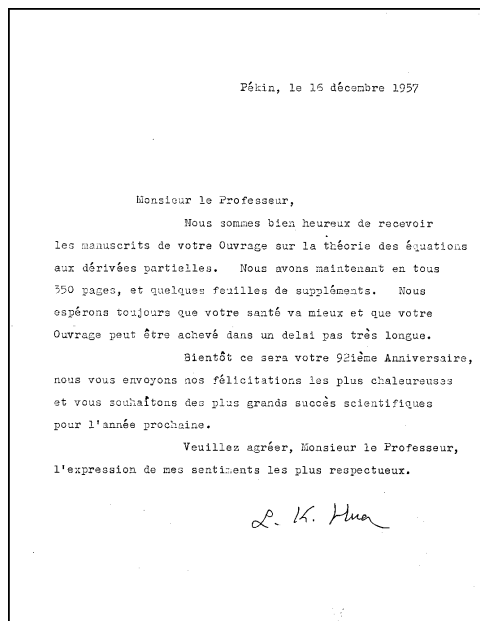 Pékin, le 16 décembre 1957
Monsieur le Professeur,
Nous sommes bien heureux de recevoir
les manuscrits de votre Ouvrage sur la théorie des équations
aux dérivées partielles. Nous avons maintenant en tous
350 pages, et quelques feuilles de suppléments. Nous
espérons toujours que votre santé va mieux et que votre
Ouvrage peut être achevé dans un delai pas très longue.
Bientôt ce sera votre 92ième Anniversaire,
nous vous envoyons nos félicitations les plus chaleureuses
et vous souhaîtons des plus grands succès scientifiques
pour l'année prochaine.
Veuillez agréer, Monsieur le Professeur,
l'expression de mes sentiments les plus respectueux.
L. K. Hua